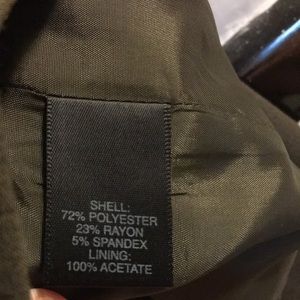 SHELL:
72% POLYESTER
23% RAYON
5% SPANDEX
LINING:
100% ACETATE